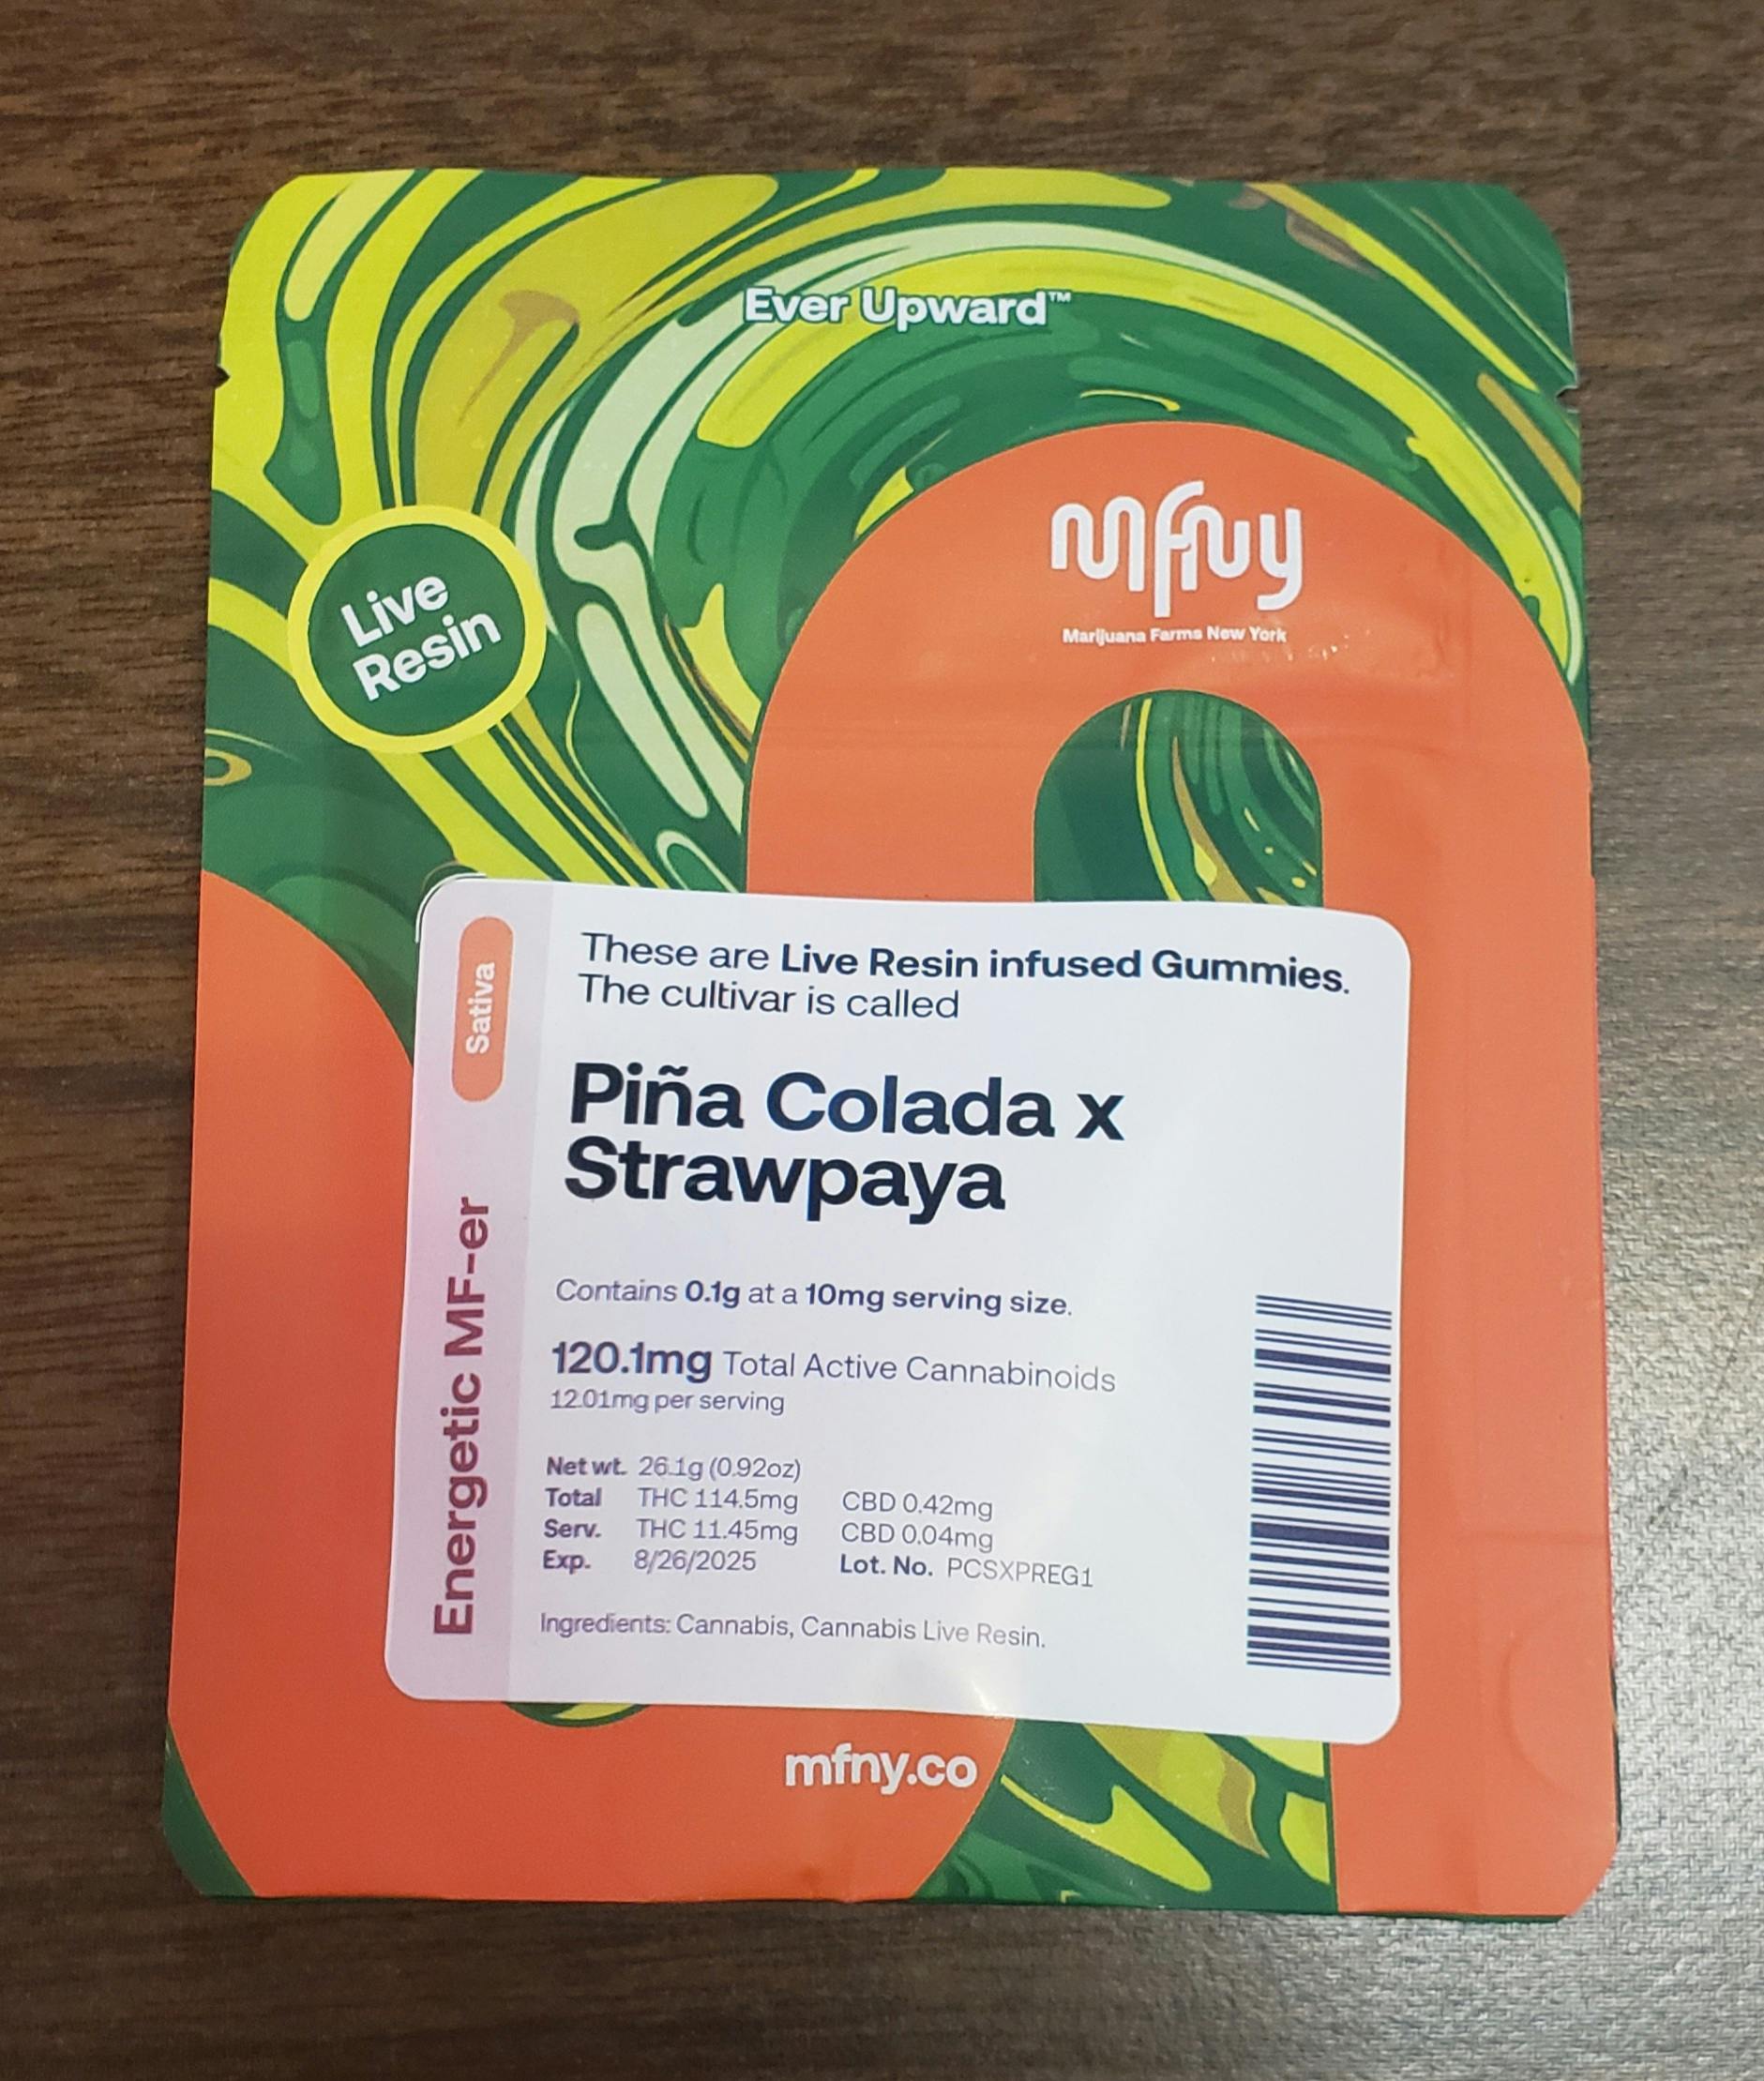 Ever Upward™
mfny
Marijuana Farms New York
Live
Resin
Sativa
Energetic MF-er
These are Live Resin infused Gummies.
The cultivar is called
Piña Colada x
Strawpaya
Contains 0.1g at a 10mg serving size.
120.1mg Total Active Cannabinoids
12.01mg per serving
Net wt. 26.1g (0.92oz)
Total THC 114.5mg CBD 0.42mg
Serv. THC 11.45mg CBD 0.04mg
Exp. 8/26/2025 Lot. No. PCSXPREG1
Ingredients: Cannabis, Cannabis Live Resin.
mfny.co